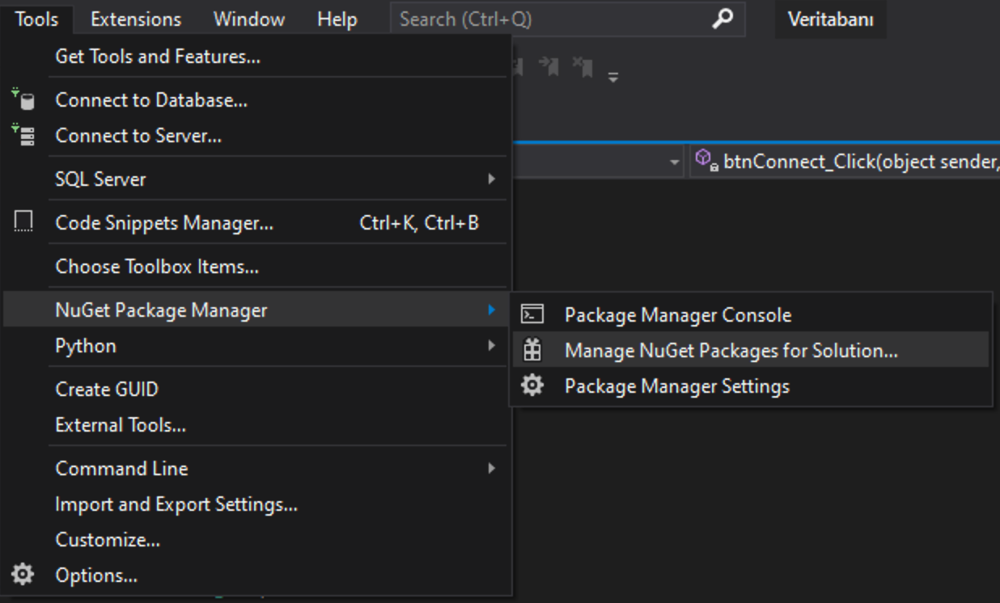 Tools Extensions Window Help Search (Ctrl+Q) Veritabanı
Get Tools and Features...
Connect to Database...
Connect to Server...
btnConnect_Click(object sender,
SQL Server
Code Snippets Manager... Ctrl+K, Ctrl+B
Choose Toolbox Items...
NuGet Package Manager
Package Manager Console
Python
Manage NuGet Packages for Solution...
Package Manager Settings
Create GUID
External Tools...
Command Line
Import and Export Settings...
Customize...
Options...